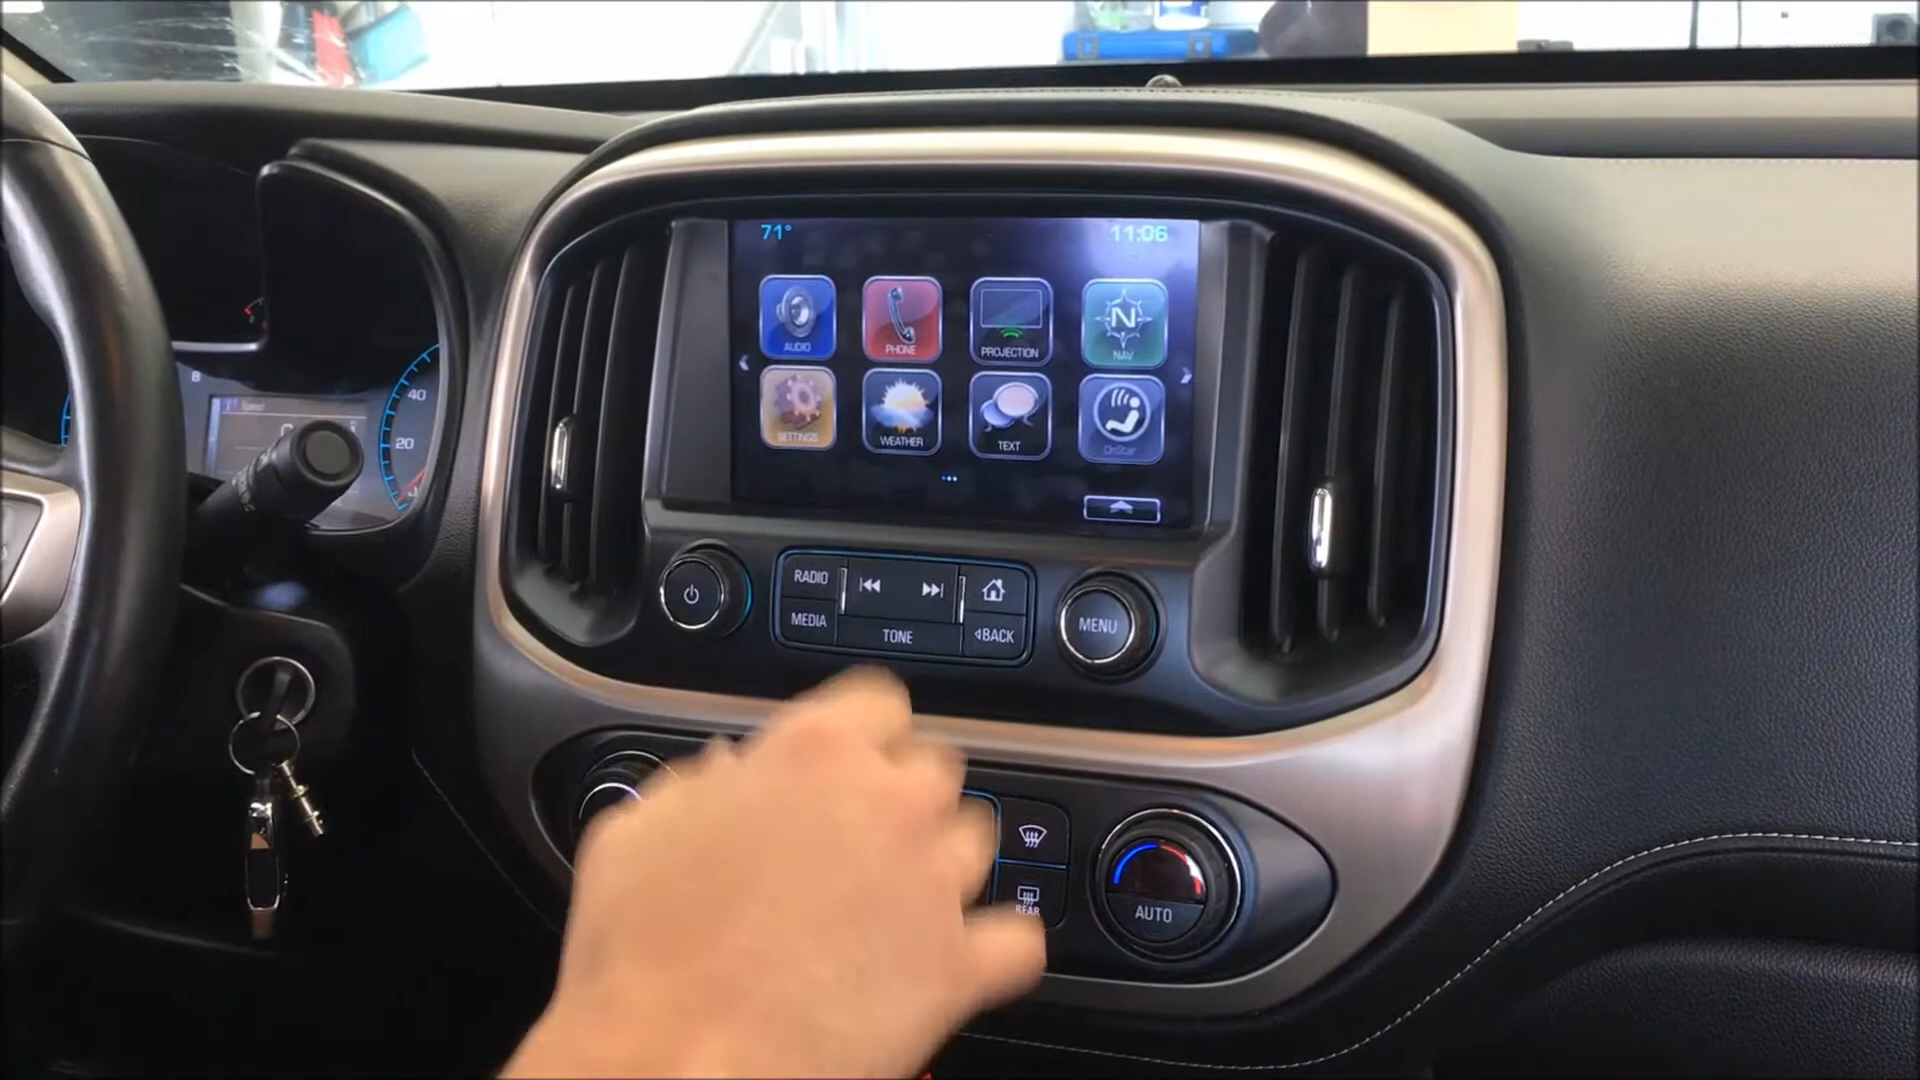 71° 11:06
AUDIO PHONE PROJECTION N NAV
SETTINGS WEATHER TEXT OnStar
40
20
RADIO
MEDIA
TONE
BACK
MENU
REAR
AUTO